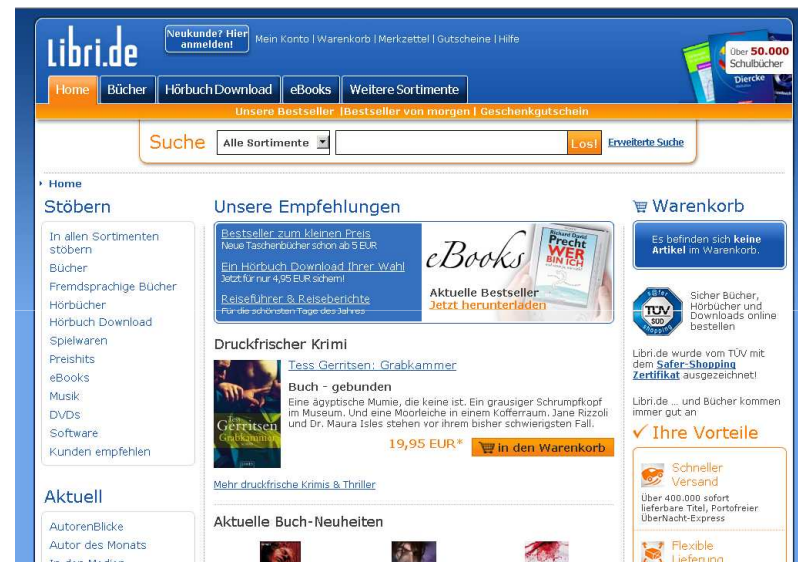 Libri.de
Neukunde? Hier
anmelden!
Mein Konto | Warenkorb | Merkzettel | Gutscheine | Hilfe
Über 50.000
Schulbücher
Diercke
Home
Bücher
Hörbuch Download
eBooks
Weitere Sortimente
Unsere Bestseller |Bestseller von morgen | Geschenkgutschein
Suche
Alle Sortimente
Los!
Erweiterte Suche
Home
Stöbern
In allen Sortimenten
stöbern
Bücher
Fremdsprachige Bücher
Hörbücher
Hörbuch Download
Spielwaren
Preishits
eBooks
Musik
DVDs
Software
Kunden empfehlen
Aktuell
AutorenBlicke
Autor des Monats
In den Medien
Unsere Empfehlungen
Bestseller zum kleinen Preis
Neue Taschenbücher schon ab 5 EUR
Ein Hörbuch Download Ihrer Wahl
Jetzt für nur 4,95 EUR sichern!
Reiseführer & Reiseberichte
Für die schönsten Tage des Jahres
eBooks
Aktuelle Bestseller
Jetzt herunterladen
Richard David
Precht
WER
BIN ICH
Druckfrischer Krimi
Tess Gerritsen: Grabkammer
Buch - gebunden
Eine ägyptische Mumie, die keine ist. Ein grausiger Schrumpfkopf
im Museum. Und eine Moorleiche in einem Kofferraum. Jane Rizzoli
und Dr. Maura Isles stehen vor ihrem bisher schwierigsten Fall.
Tess
Gerritsen
Grabkammer
19,95 EUR*
in den Warenkorb
Mehr druckfrische Krimis & Thriller
Aktuelle Buch-Neuheiten
Warenkorb
Es befinden sich keine
Artikel im Warenkorb.
s@fer
TÜV
SÜD
shopping
Sicher Bücher,
Hörbücher und
Downloads online
bestellen
Libri.de wurde vom TÜV mit
dem Safer-Shopping
Zertifikat ausgezeichnet!
Libri.de ... und Bücher kommen
immer gut an
Ihre Vorteile
Schneller
Versand
Über 400.000 sofort
lieferbare Titel, Portofreier
ÜberNacht-Express
Flexible
Lieferung